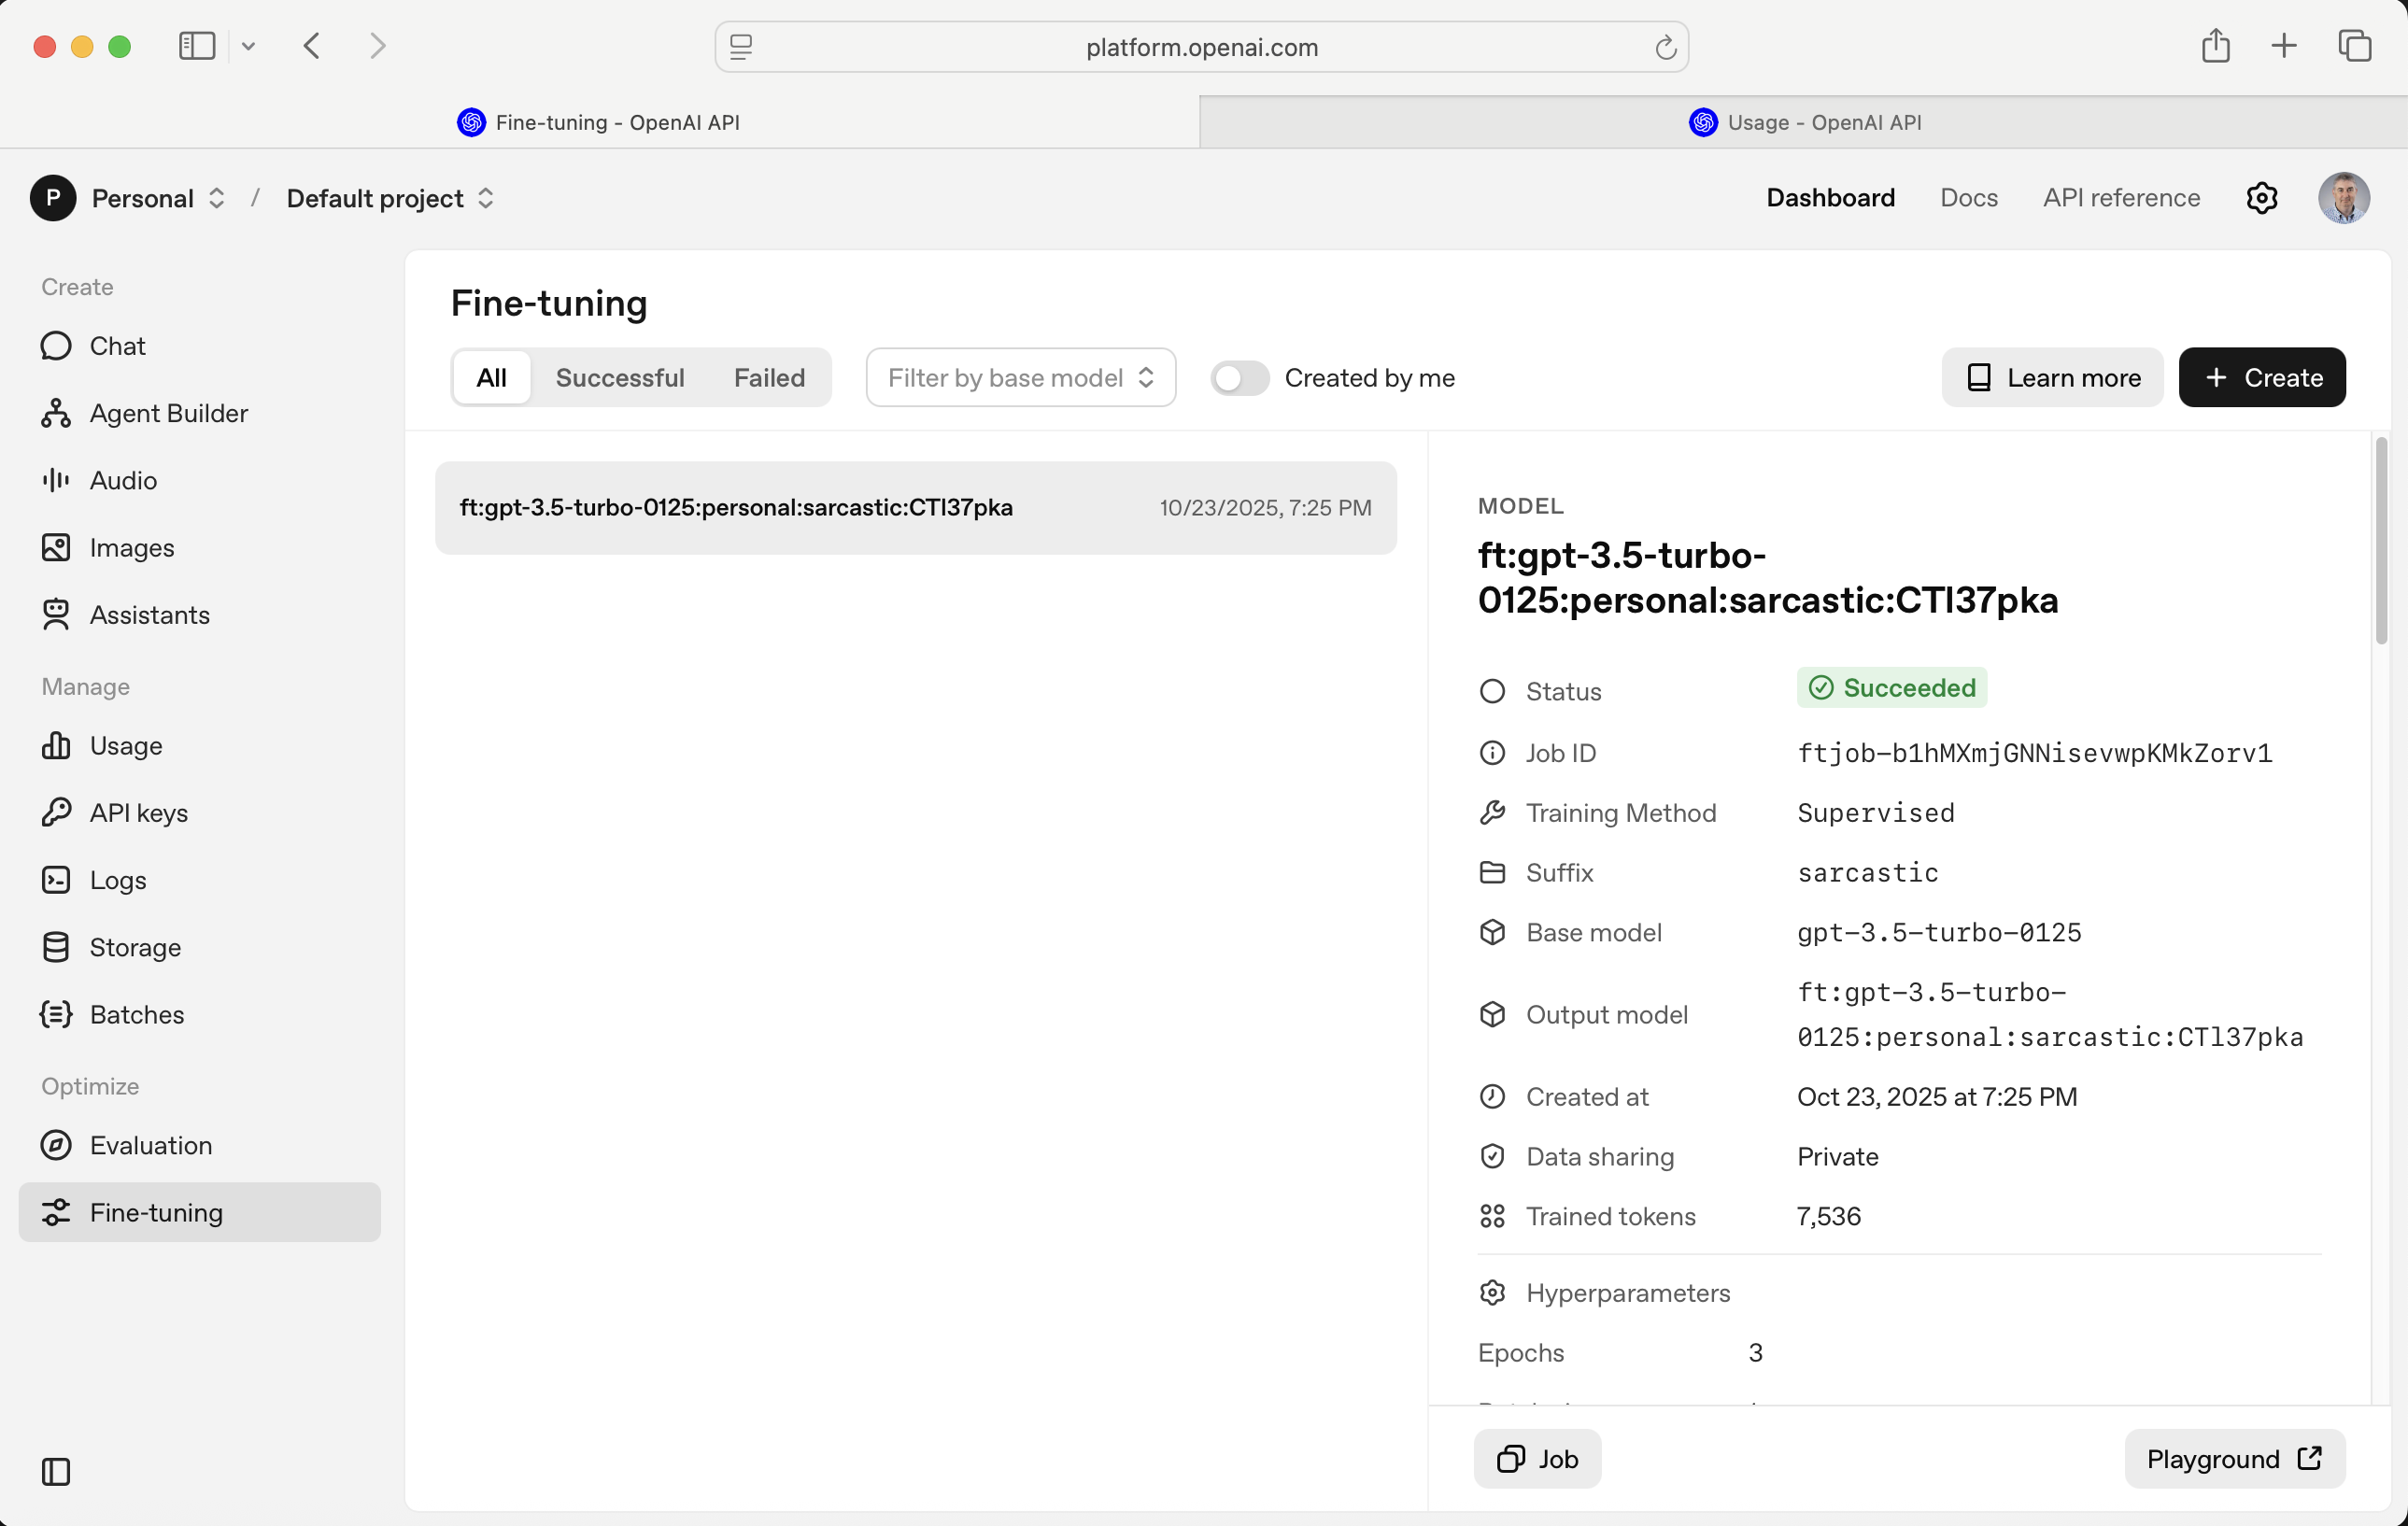 platform.openai.com
Fine-tuning - OpenAI API
Usage - OpenAI API
P Personal / Default project
Dashboard Docs API reference
Create
Chat
Agent Builder
Audio
Images
Assistants
Manage
Usage
API keys
Logs
Storage
Batches
Optimize
Evaluation
Fine-tuning
Fine-tuning
All Successful Failed Filter by base model Created by me Learn more + Create
ft:gpt-3.5-turbo-0125:personal:sarcastic:CTl37pka 10/23/2025, 7:25 PM
MODEL
ft:gpt-3.5-turbo-
0125:personal:sarcastic:CTl37pka
Status Succeeded
Job ID ftjob-b1hMXmjGNNisevwpKMkZorv1
Training Method Supervised
Suffix sarcastic
Base model gpt-3.5-turbo-0125
Output model ft:gpt-3.5-turbo-
0125:personal:sarcastic:CTl37pka
Created at Oct 23, 2025 at 7:25 PM
Data sharing Private
Trained tokens 7,536
Hyperparameters
Epochs 3
Job Playground